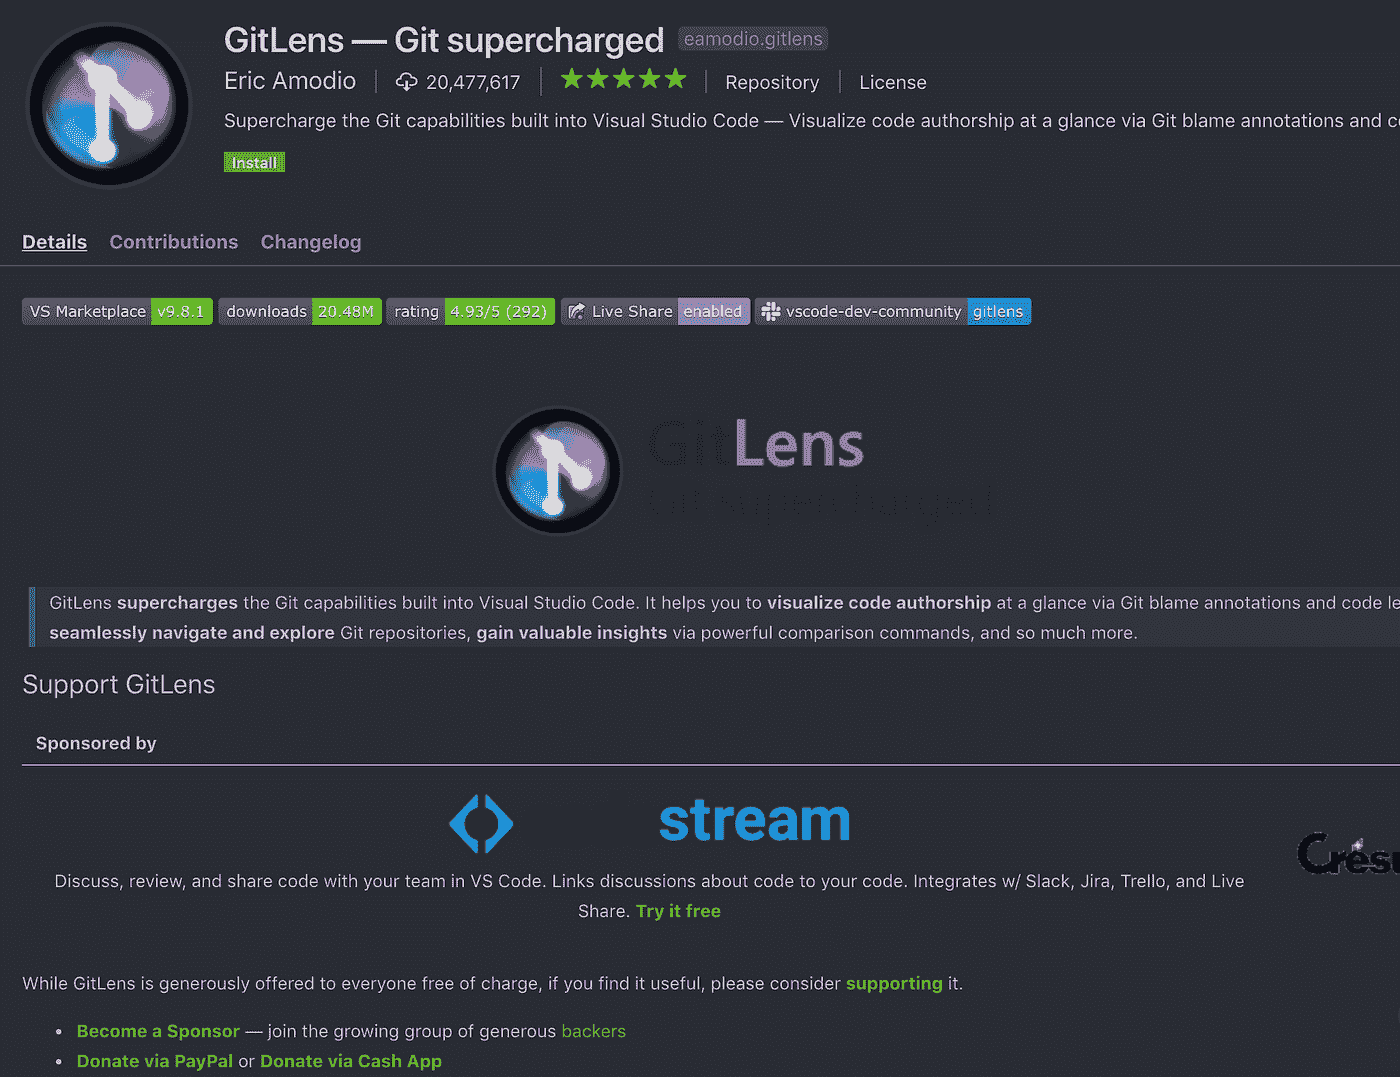 GitLens — Git supercharged eamodio.gitlens
Eric Amodio | 20,477,617 | Repository | License
Supercharge the Git capabilities built into Visual Studio Code — Visualize code authorship at a glance via Git blame annotations and
Install
Details Contributions Changelog
VS Marketplace v9.8.1 downloads 20.48M rating 4.93/5 (292) Live Share enabled vscode-dev-community gitlens
GitLens
Git supercharged
GitLens supercharges the Git capabilities built into Visual Studio Code. It helps you to visualize code authorship at a glance via Git blame annotations and code
seamlessly navigate and explore Git repositories, gain valuable insights via powerful comparison commands, and so much more.
Support GitLens
Sponsored by
stream
Discuss, review, and share code with your team in VS Code. Links discussions about code to your code. Integrates w/ Slack, Jira, Trello, and Live
Share. Try it free
While GitLens is generously offered to everyone free of charge, if you find it useful, please consider supporting it.
• Become a Sponsor — join the growing group of generous backers
• Donate via PayPal or Donate via Cash App